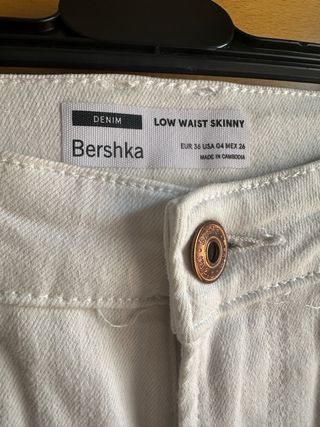 DENIM
LOW WAIST SKINNY
Bershka
EUR 36 USA 04 MEX 26
MADE IN CAMBODIA